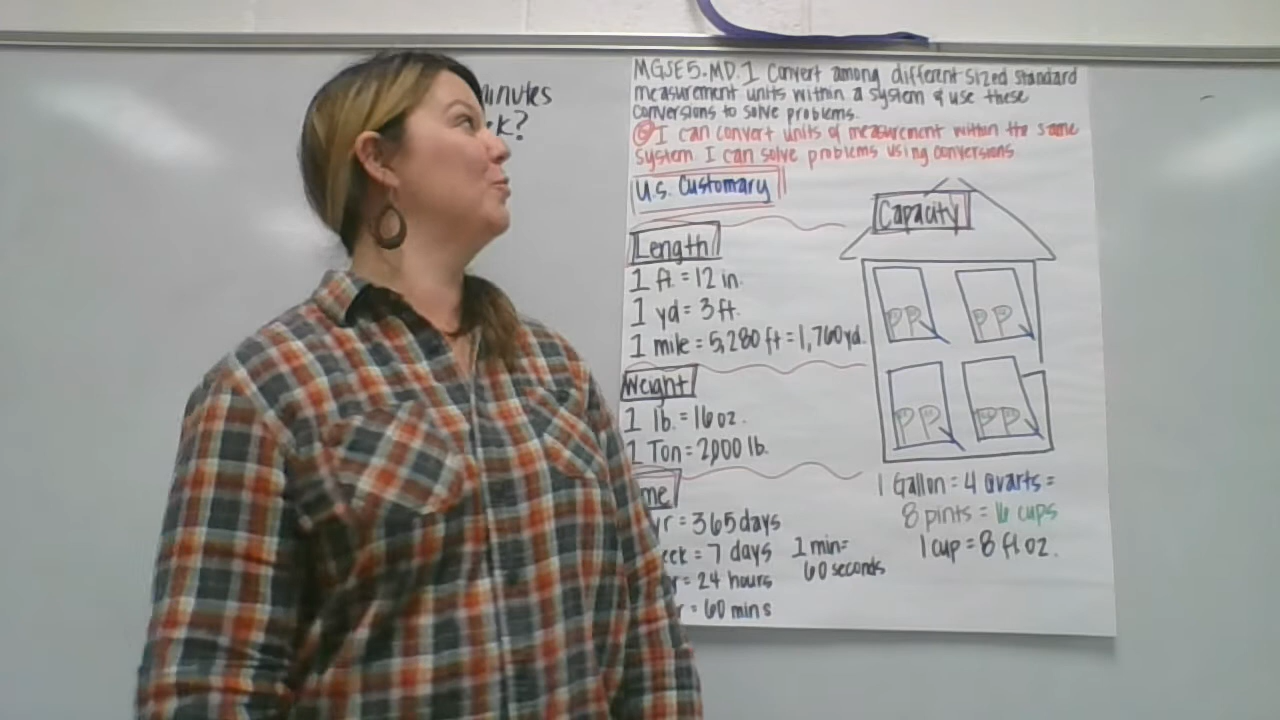 minutes
k?
MGSE5.MD.1 Convert among different sized standard
measurement units within a system & use these
conversions to solve problems.
I can convert units of measurement within the same
system. I can solve problems using conversions
U.S. Customary
Length
1 ft. = 12 in.
1 yd = 3 ft.
1 mile = 5,280 ft = 1,760 yd.
Weight
1 lb. = 16 oz.
1 Ton = 2,000 lb.
me
yr = 365 days
eek = 7 days
r = 24 hours
r = 60 mins
1 min =
60 seconds
Capacity
P P P P
P P P P
1 Gallon = 4 Quarts =
8 pints = 16 cups
1 cup = 8 fl oz.